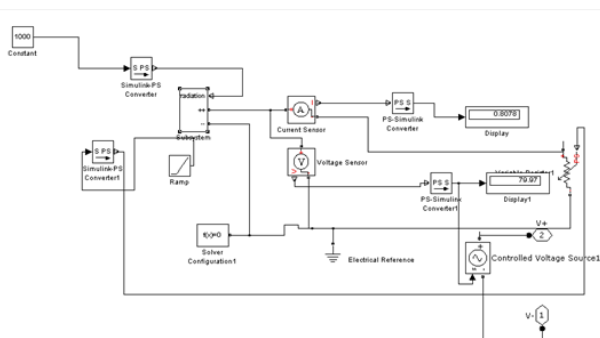 1000
Constant
S PS
Simulink-PS
Converter
radiation
++
--
Subsystem
A
I
Current Sensor
PS S
PS-Simulink
Converter
0.8078
Display
S PS
Simulink-PS
Converter1
Ramp
V
V
Voltage Sensor
PS S
PS-Simulink
Converter1
79.97
Display1
PS
f(x)=0
Solver
Configuration1
Electrical Reference
V+
2
Controlled Voltage Source1
V-
1